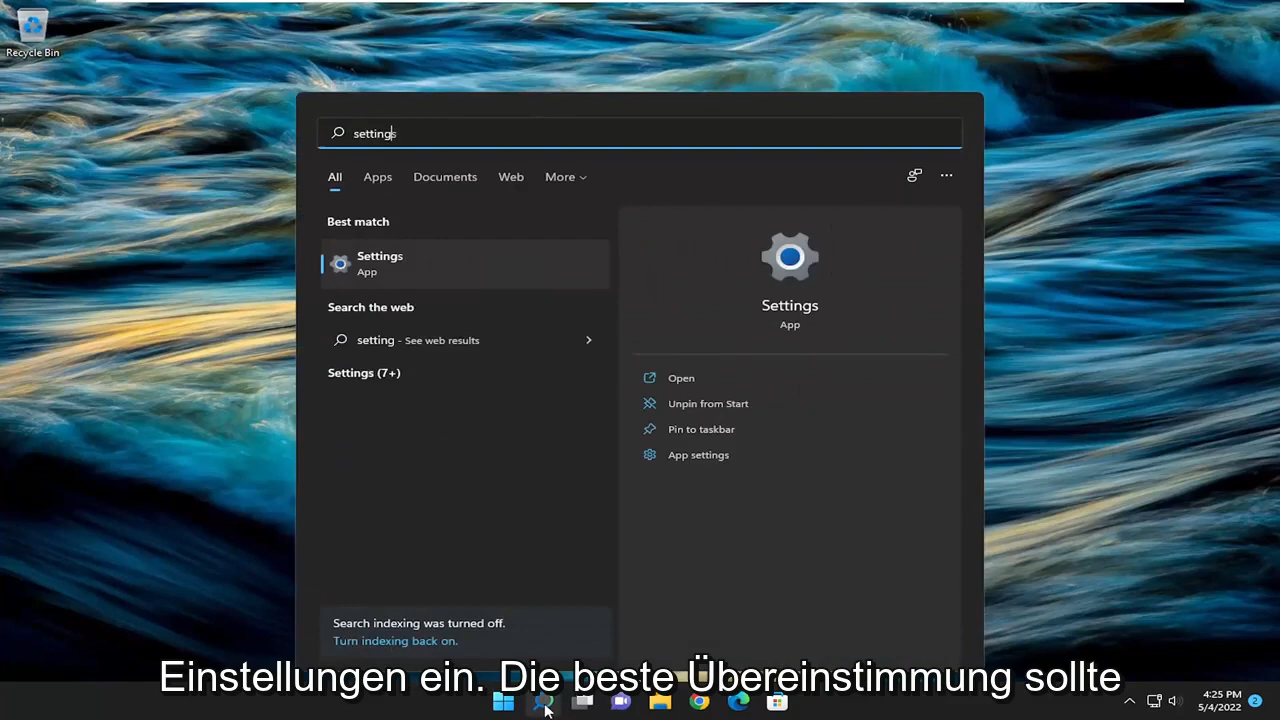 Recycle Bin
settings
All Apps Documents Web More
Best match
Settings
App
Search the web
setting - See web results
Settings (7+)
Settings
App
Open
Unpin from Start
Pin to taskbar
App settings
Search indexing was turned off.
Turn indexing back on.
Einstellungen ein. Die beste Übereinstimmung sollte
4:25 PM
5/4/2022
2